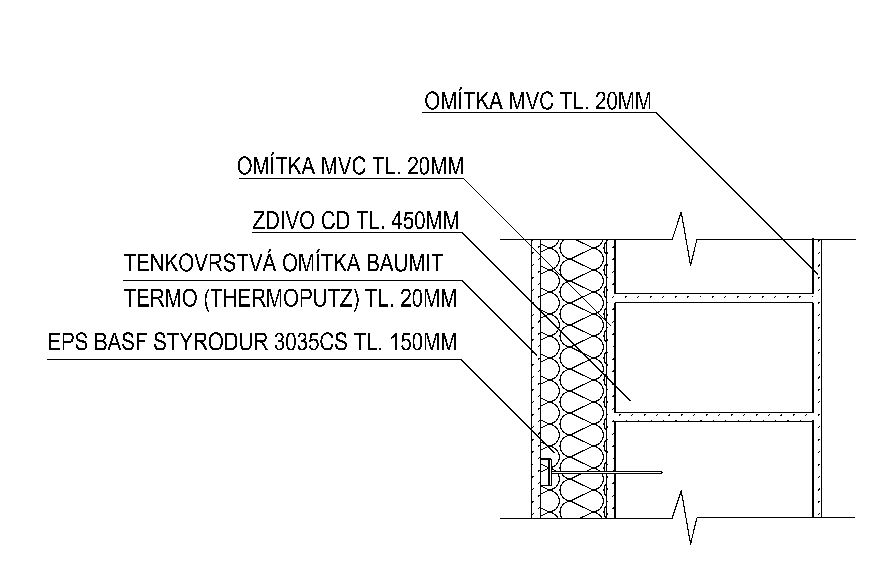 OMÍTKA MVC TL. 20MM
OMÍTKA MVC TL. 20MM
ZDIVO CD TL. 450MM
TENKOVRSTVÁ OMÍTKA BAUMIT
TERMO (THERMOPUTZ) TL. 20MM
EPS BASF STYRODUR 3035CS TL. 150MM